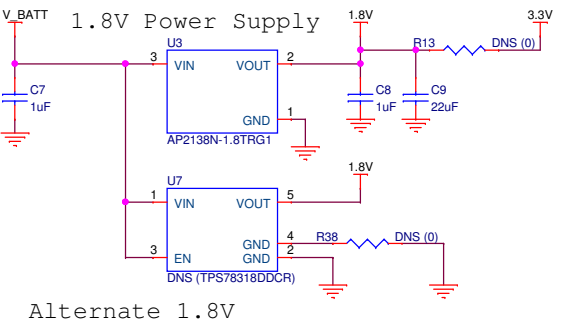 V_BATT
1.8V Power Supply
1.8V
3.3V
U3
R13
DNS (0)
3
VIN
VOUT
2
C7
1uF
C8
1uF
C9
22uF
GND
1
AP2138N-1.8TRG1
U7
1.8V
1
VIN
VOUT
5
GND
4
R38
DNS (0)
3
EN
GND
2
DNS (TPS78318DDCR)
Alternate 1.8V